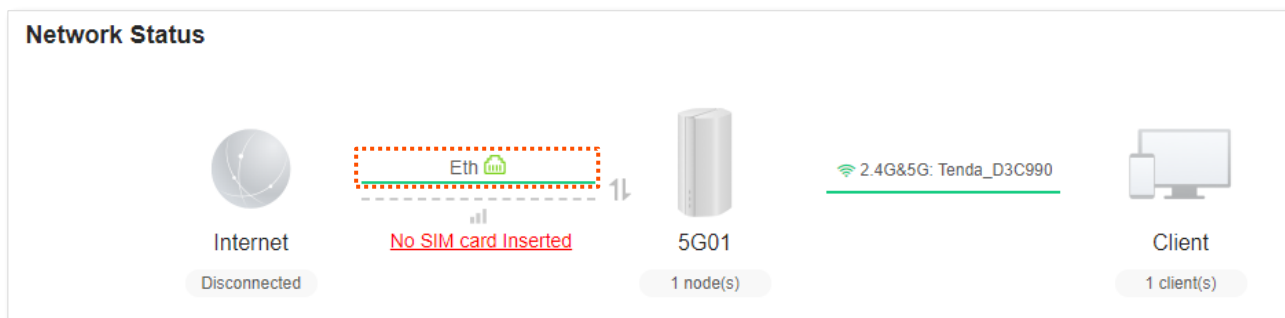 Network Status
Eth
2.4G&5G: Tenda_D3C990
No SIM card Inserted
Internet
5G01
Client
Disconnected
1 node(s)
1 client(s)